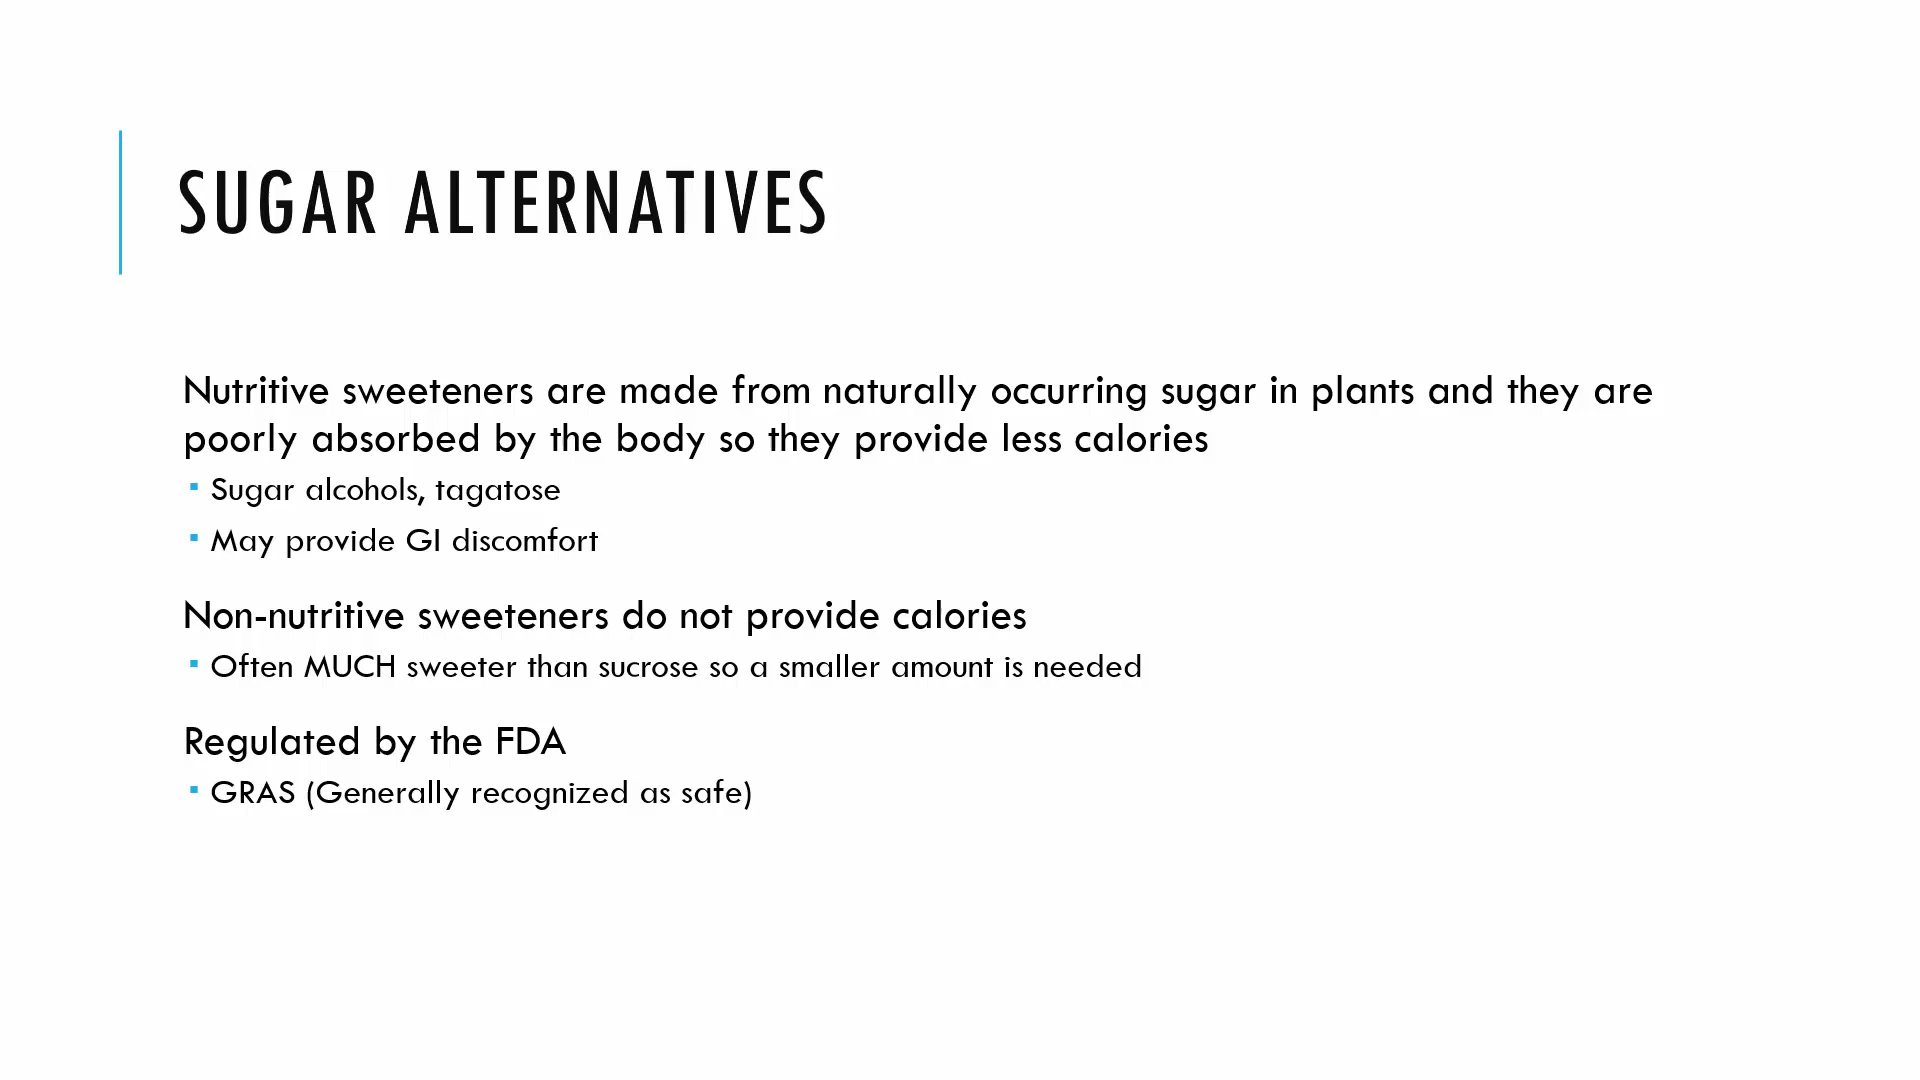 SUGAR ALTERNATIVES
Nutritive sweeteners are made from naturally occurring sugar in plants and they are
poorly absorbed by the body so they provide less calories
▪ Sugar alcohols, tagatose
▪ May provide GI discomfort
Non-nutritive sweeteners do not provide calories
▪ Often MUCH sweeter than sucrose so a smaller amount is needed
Regulated by the FDA
▪ GRAS (Generally recognized as safe)